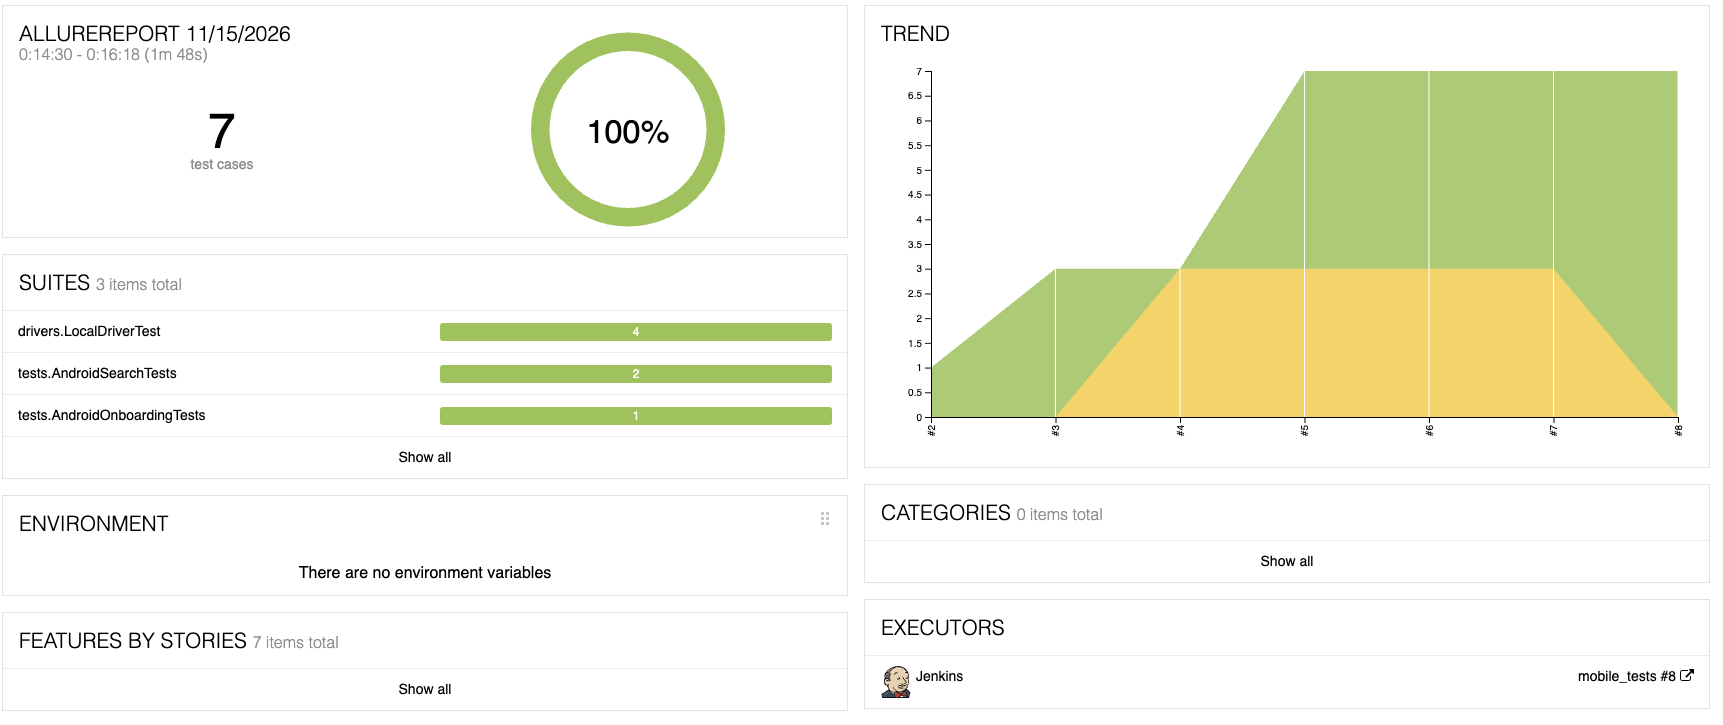 ALLUREREPORT 11/15/2026
0:14:30 - 0:16:18 (1m 48s)
7
test cases
100%
SUITES 3 items total
drivers.LocalDriverTest 4
tests.AndroidSearchTests 2
tests.AndroidOnboardingTests 1
Show all
ENVIRONMENT
There are no environment variables
FEATURES BY STORIES 7 items total
Show all
TREND
7
6.5
6
5.5
5
4.5
4
3.5
3
2.5
2
1.5
1
0.5
0
#2 #3 #4 #5 #6 #7 #8
CATEGORIES 0 items total
Show all
EXECUTORS
Jenkins mobile_tests #8